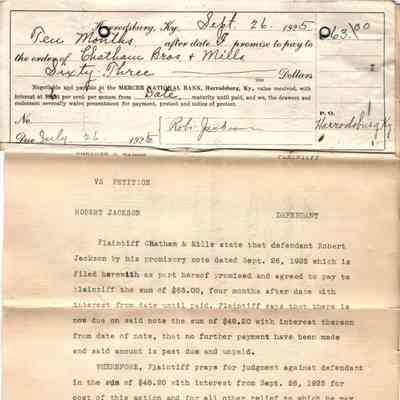 Harrodsburg, Ky. Sept. 26, 1925
Ten Months after date I promise to pay to $63.00
the order of Chatham Bros & Mills
Sixty Three Dollars
Negotiable and payable at the MERCER NATIONAL BANK, Harrodsburg, Ky., value received, with
interest at eight per cent. per annum from Date, maturity until paid, and we, the drawers and
endorsers severally waive presentment for payment, protest and notice of protest.
No.
P. O.
Due July 26 1926 Robt Jackson Harrodsburg Ky
VS PETITION
ROBERT JACKSON DEFENDANT
Plaintiff Chatham & Mills state that defendant Robert
Jackson by his promisory note dated Sept. 26, 1925 which is
filed herewith as part hereof promised and agreed to pay to
plaintiff the sum of $63.00, four months after date with
interest from date until paid. Plaintiff says that there is
now due on said note the sum of $48.20 with interest thereon
from date of note, that no further payment have been made
and said amount is past due and unpaid.
THEREFORE, Plaintiff prays for judgment against defendant
in the sum of $48.20 with interest from Sept. 26, 1925 for
cost of this action and for all other relief to which he may